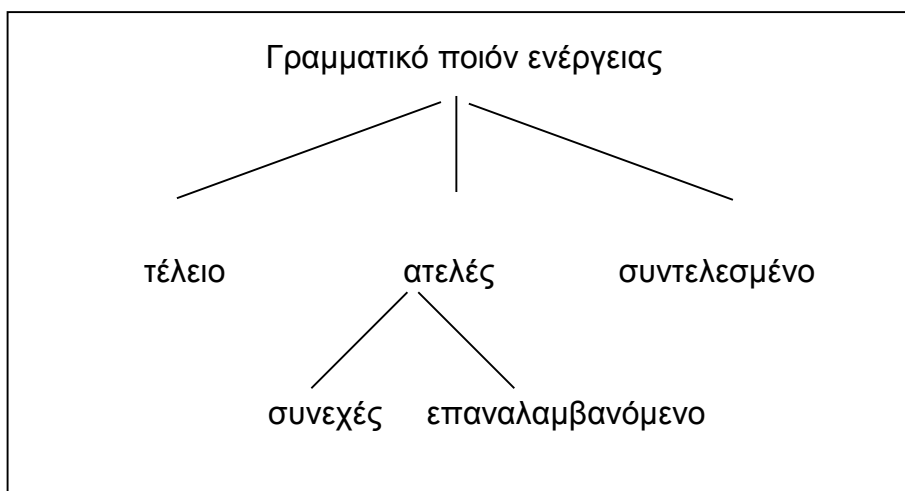 Γραμματικό ποιόν ενέργειας
τέλειο ατελές συντελεσμένο
συνεχές επαναλαμβανόμενο